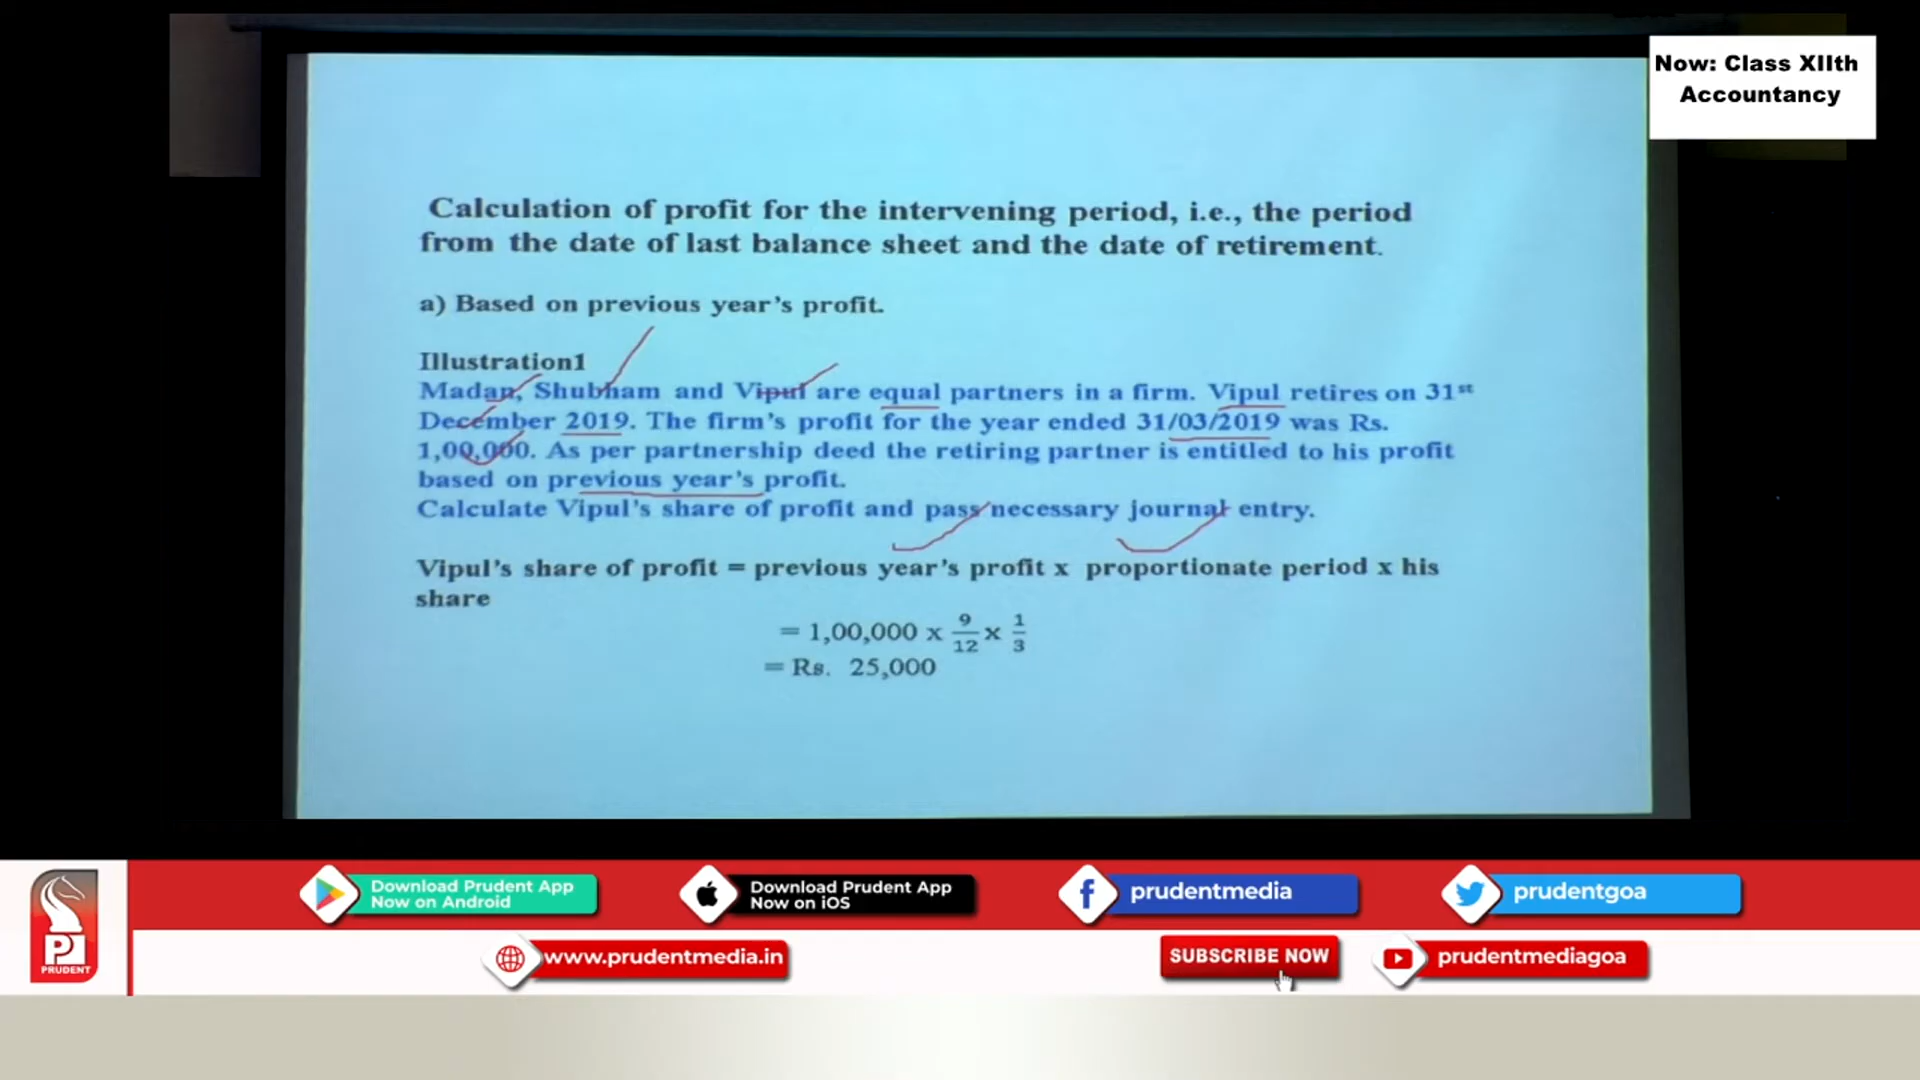 Now: Class XIIth
Accountancy
Calculation of profit for the intervening period, i.e., the period
from the date of last balance sheet and the date of retirement.
a) Based on previous year's profit.
Illustration1
Madan, Shubham and Vipul are equal partners in a firm. Vipul retires on 31st
December 2019. The firm's profit for the year ended 31/03/2019 was Rs.
1,00,000. As per partnership deed the retiring partner is entitled to his profit
based on previous year's profit.
Calculate Vipul's share of profit and pass necessary journal entry.
Vipul's share of profit = previous year's profit x proportionate period x his
share
= 1,00,000 x 9/12 x 1/3
= Rs. 25,000
Download Prudent App
Now on Android
Download Prudent App
Now on iOS
prudentmedia
prudentgoa
PRUDENT
www.prudentmedia.in
SUBSCRIBE NOW
prudentmediagoa